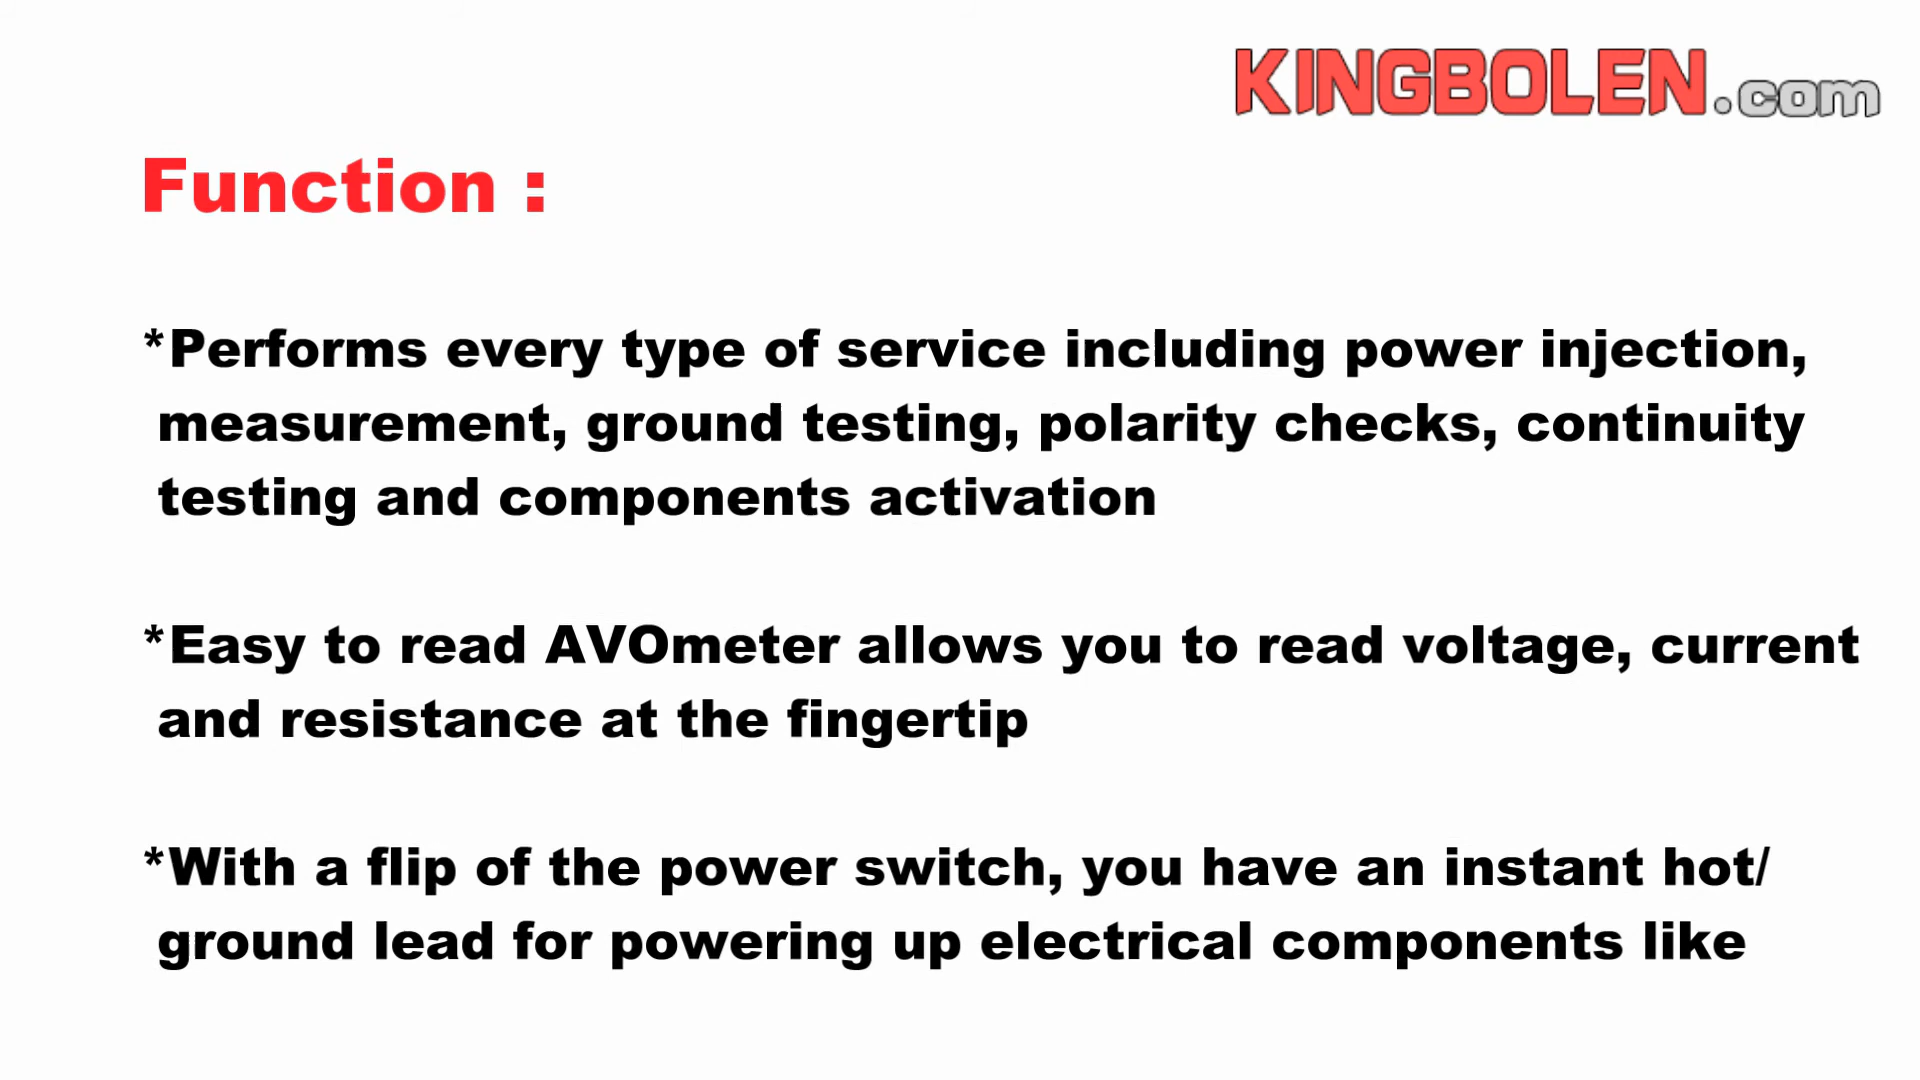 KINGBOLEN.com
Function :
*Performs every type of service including power injection,
measurement, ground testing, polarity checks, continuity
testing and components activation
*Easy to read AVOmeter allows you to read voltage, current
and resistance at the fingertip
*With a flip of the power switch, you have an instant hot/
ground lead for powering up electrical components like